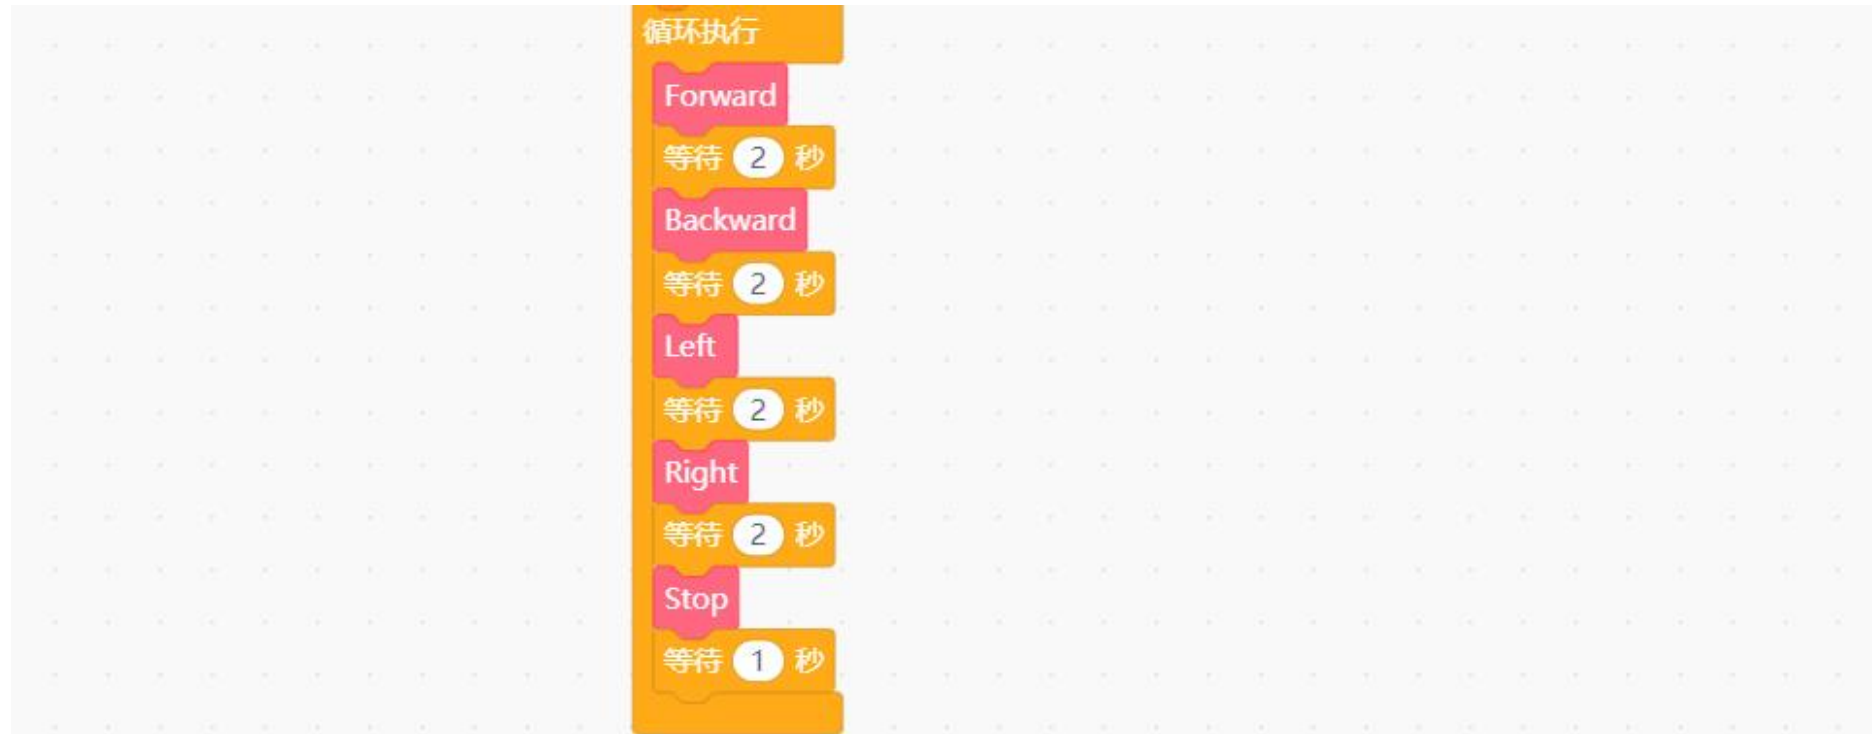 循环执行
Forward
等待 2 秒
Backward
等待 2 秒
Left
等待 2 秒
Right
等待 2 秒
Stop
等待 1 秒